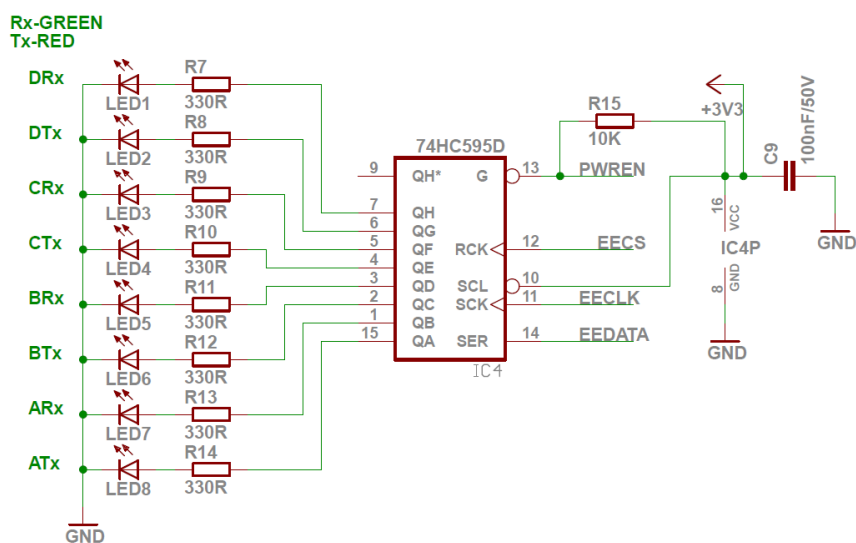 Rx-GREEN
Tx-RED
DRx
LED1
R7
330R
DTx
LED2
R8
330R
CRx
LED3
R9
330R
CTx
LED4
R10
330R
BRx
LED5
R11
330R
BTx
LED6
R12
330R
ARx
LED7
R13
330R
ATx
LED8
R14
330R
GND
74HC595D
9 QH* G 13 PWREN
7 QH
6 QG
5 QF RCK 12 EECS
4 QE
3 QD SCL 10
2 QC SCK 11 EECLK
1 QB
15 QA SER 14 EEDATA
IC4
R15
10K
+3V3
C9
100nF/50V
GND
16
VCC
IC4P
8
GND
GND